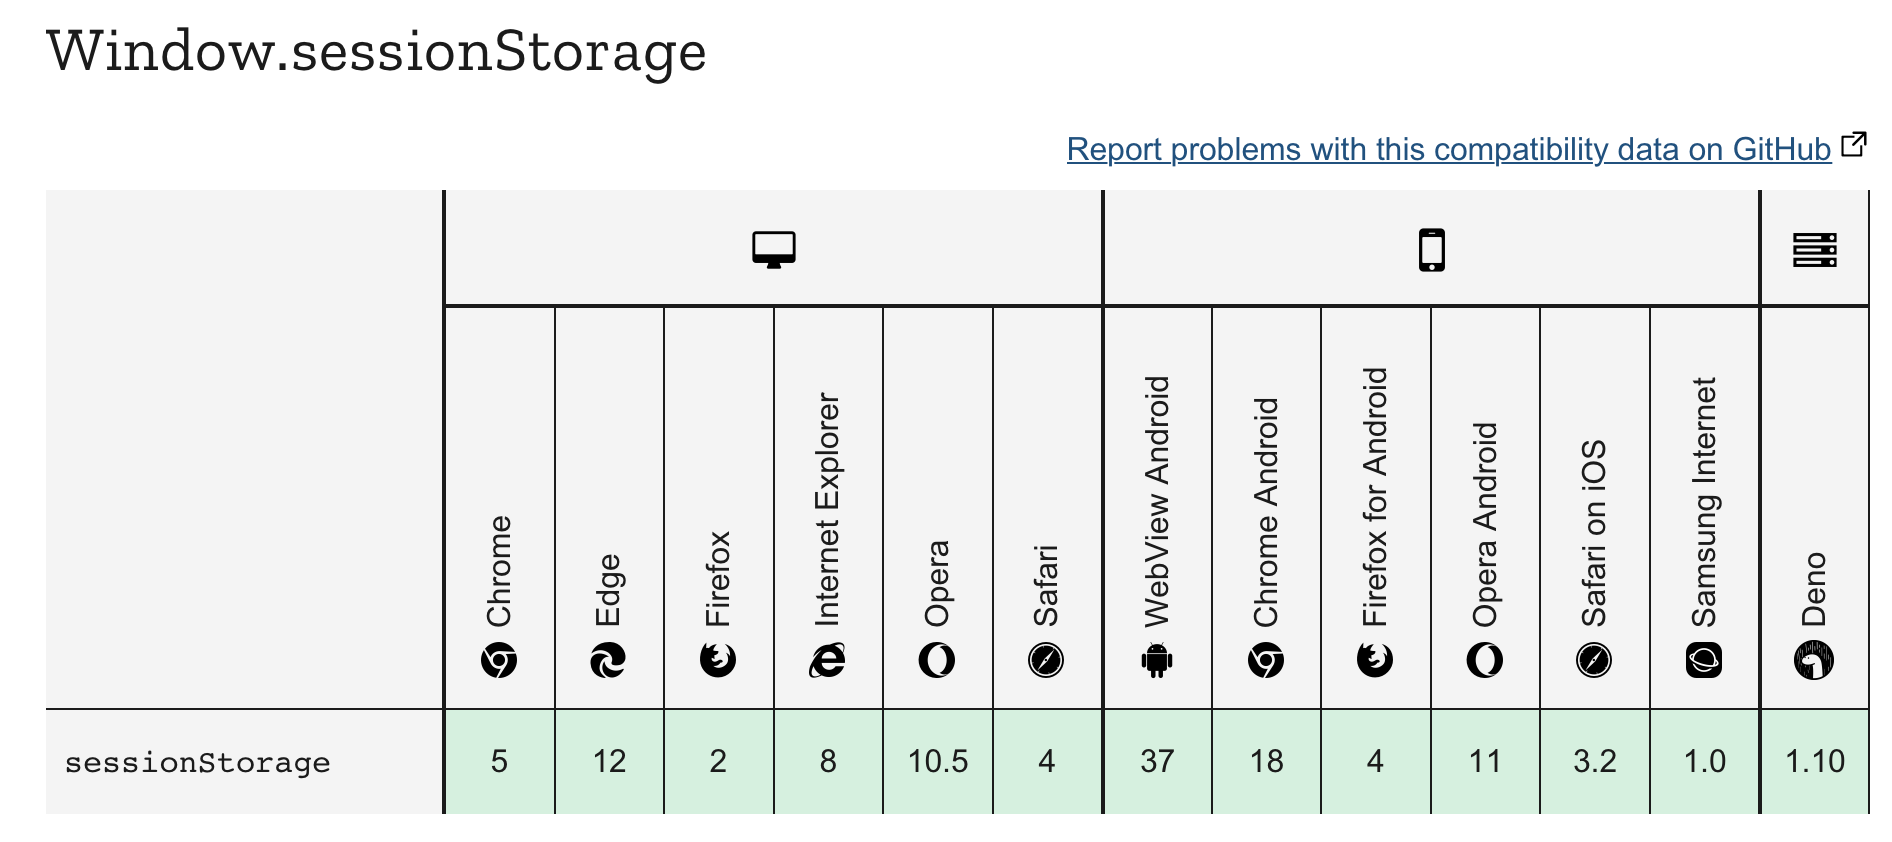 Window.sessionStorage
Report problems with this compatibility data on GitHub
Chrome
Edge
Firefox
Internet Explorer
Opera
Safari
WebView Android
Chrome Android
Firefox for Android
Opera Android
Safari on iOS
Samsung Internet
Deno
sessionStorage 5 12 2 8 10.5 4 37 18 4 11 3.2 1.0 1.10